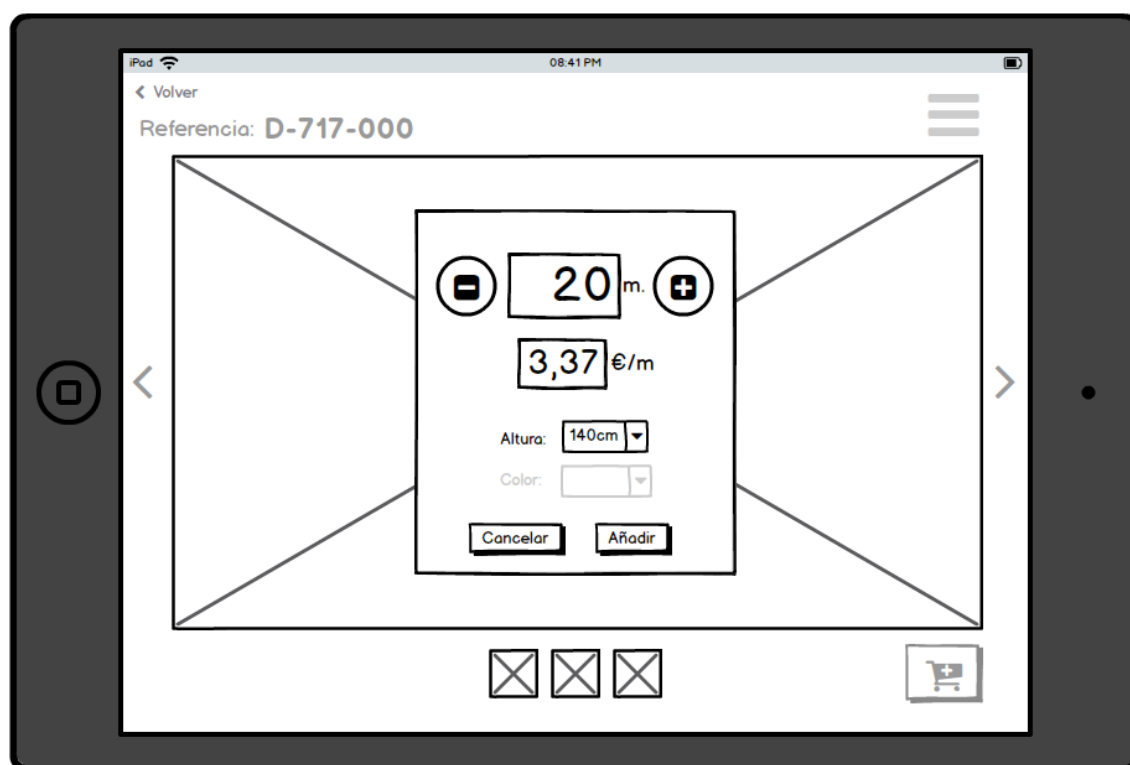 iPad 08:41 PM
Volver
Referencia: D-717-000
20 m.
3,37 €/m
Altura: 140cm
Color:
Cancelar Añadir